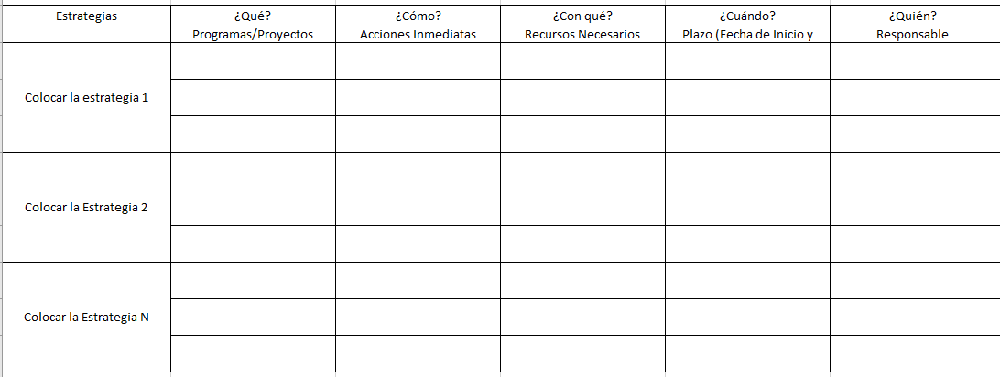 Estrategias
¿Qué?
Programas/Proyectos
¿Cómo?
Acciones Inmediatas
¿Con qué?
Recursos Necesarios
¿Cuándo?
Plazo (Fecha de Inicio y
¿Quién?
Responsable
Colocar la estrategia 1
Colocar la Estrategia 2
Colocar la Estrategia N